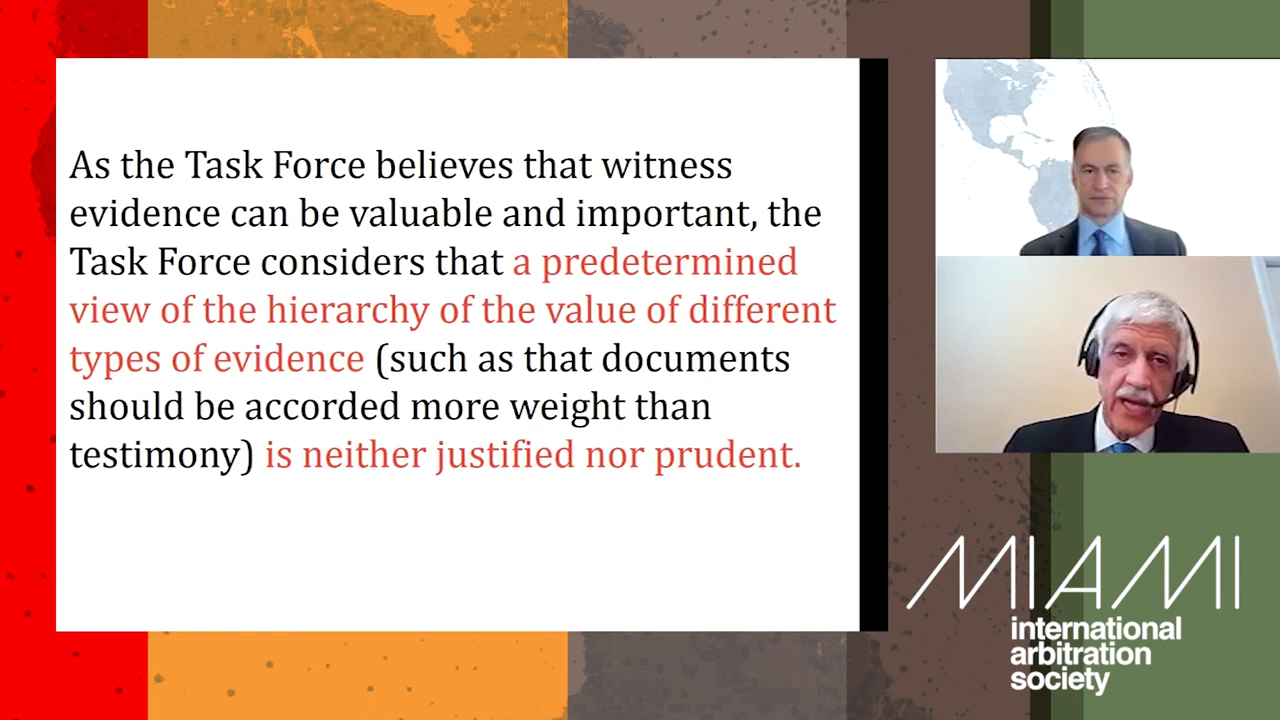 As the Task Force believes that witness
evidence can be valuable and important, the
Task Force considers that a predetermined
view of the hierarchy of the value of different
types of evidence (such as that documents
should be accorded more weight than
testimony) is neither justified nor prudent.
MIAMI
international
arbitration
society